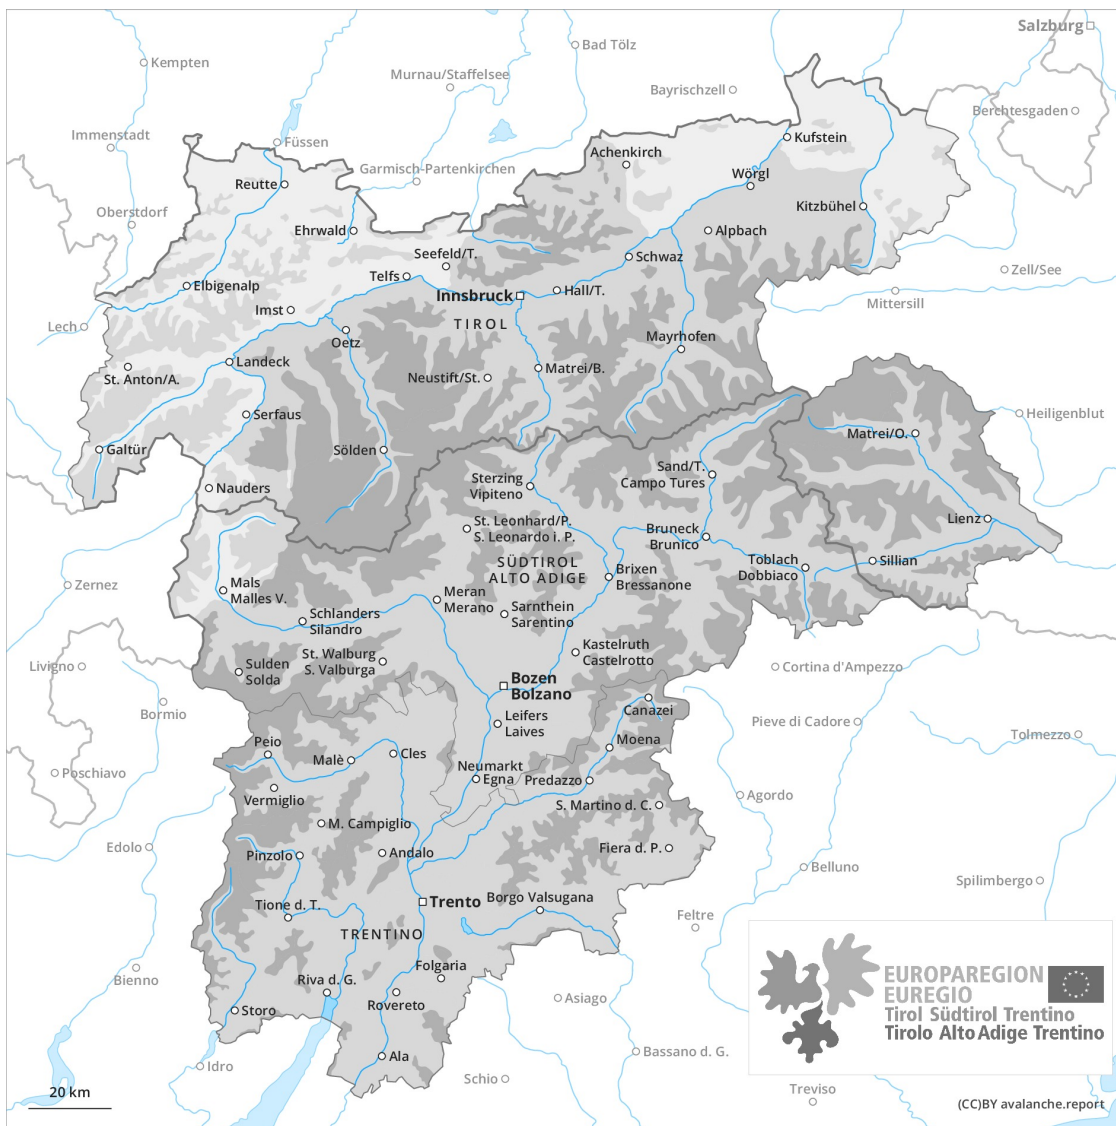 Salzburg
Bad Tölz
Kempten
Murnau/Staffelsee
Bayrischzell
Berchtesgaden
Immenstadt
Füssen
Kufstein
Achenkirch
Garmisch-Partenkirchen
Wörgl
Reutte
Kitzbühel
Oberstdorf
Ehrwald
Alpbach
Seefeld/T.
Schwaz
Zell/See
Telfs
Elbigenalp
Hall/T.
Innsbruck
Mittersill
Imst
TIROL
Lech
Oetz
Mayrhofen
Landeck
Matrei/B.
St. Anton/A.
Neustift/St.
Serfaus
Heiligenblut
Matrei/O.
Galtür
Sölden
Sand/T.
Campo Tures
Sterzing
Vipiteno
Nauders
Lienz
St. Leonhard/P.
S. Leonardo i. P.
Bruneck
Brunico
SÜDTIROL
ALTO ADIGE
Toblach
Dobbiaco
Sillian
Brixen
Bressanone
Zernez
Mals
Malles V.
Meran
Merano
Sarnthein
Sarentino
Schlanders
Silandro
Kastelruth
Castelrotto
St. Walburg
S. Valburga
Livigno
Sulden
Solda
Cortina d'Ampezzo
Bozen
Bolzano
Bormio
Canazei
Leifers
Laives
Pieve di Cadore
Tolmezzo
Peio
Moena
Cles
Malè
Poschiavo
Neumarkt
Egna
Predazzo
Vermiglio
Agordo
S. Martino d. C.
M. Campiglio
Edolo
Fiera d. P.
Pinzolo
Andalo
Belluno
Spilimbergo
Borgo Valsugana
Trento
Tione d. T.
Feltre
TRENTINO
Bienno
Folgaria
Riva d. G.
Rovereto
Asiago
Storo
EUROPAREGION
EUREGIO
Tirol Südtirol Trentino
Tirolo Alto Adige Trentino
Ala
Bassano d. G.
Idro
Schio
Treviso
20 km
(CC)BY avalanche.report